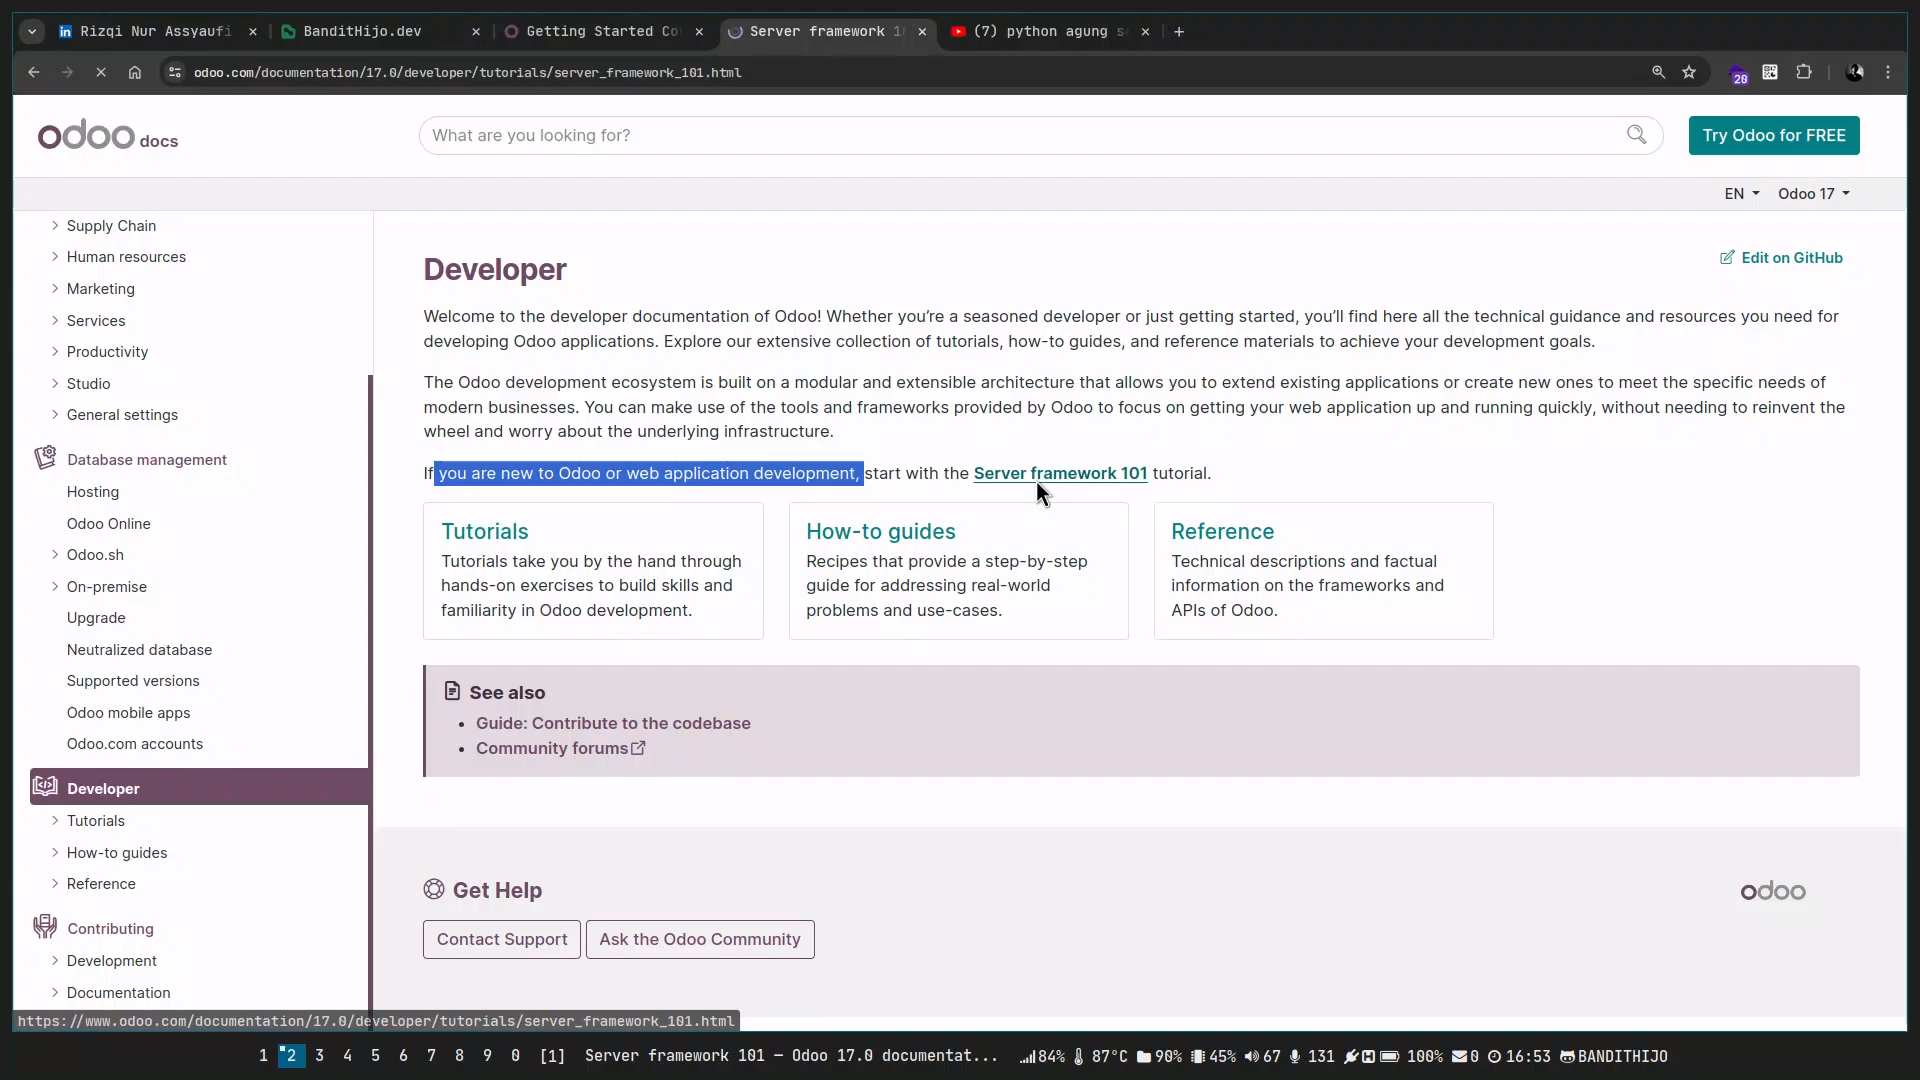 Rizqi Nur Assyaufi
BanditHijo.dev
Getting Started Co
Server framework 1
(7) python agung s
odoo.com/documentation/17.0/developer/tutorials/server_framework_101.html
20
odoo docs
What are you looking for?
Try Odoo for FREE
EN
Odoo 17
Supply Chain
Human resources
Marketing
Services
Productivity
Studio
General settings
Database management
Hosting
Odoo Online
Odoo.sh
On-premise
Upgrade
Neutralized database
Supported versions
Odoo mobile apps
Odoo.com accounts
Developer
Tutorials
How-to guides
Reference
Contributing
Development
Documentation
Developer
Edit on GitHub
Welcome to the developer documentation of Odoo! Whether you’re a seasoned developer or just getting started, you’ll find here all the technical guidance and resources you need for
developing Odoo applications. Explore our extensive collection of tutorials, how-to guides, and reference materials to achieve your development goals.
The Odoo development ecosystem is built on a modular and extensible architecture that allows you to extend existing applications or create new ones to meet the specific needs of
modern businesses. You can make use of the tools and frameworks provided by Odoo to focus on getting your web application up and running quickly, without needing to reinvent the
wheel and worry about the underlying infrastructure.
If you are new to Odoo or web application development, start with the Server framework 101 tutorial.
Tutorials
Tutorials take you by the hand through
hands-on exercises to build skills and
familiarity in Odoo development.
How-to guides
Recipes that provide a step-by-step
guide for addressing real-world
problems and use-cases.
Reference
Technical descriptions and factual
information on the frameworks and
APIs of Odoo.
See also
• Guide: Contribute to the codebase
• Community forums
Get Help
odoo
Contact Support
Ask the Odoo Community
https://www.odoo.com/documentation/17.0/developer/tutorials/server_framework_101.html
1 2 3 4 5 6 7 8 9 0 [1] Server framework 101 — Odoo 17.0 documentat... 84% 87°C 90% 45% 67 131 100% 0 16:53 BANDITHIJO